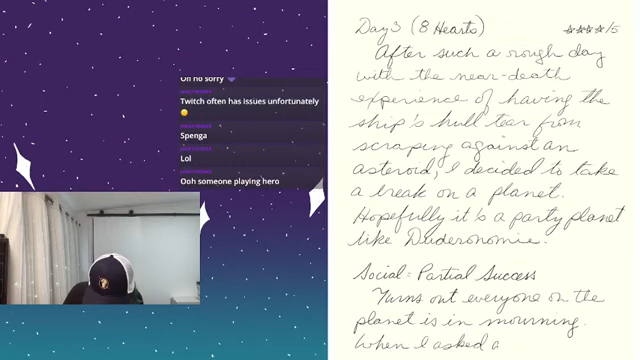 Oh no sorry 💜
Twitch often has issues unfortunately
😕
Spenga
Lol
Ooh someone playing hero
Day 3 (8 Hearts) ☆☆☆☆/5
After such a rough day
with the near-death
experience of having the
ship's hull tear from
scraping against an
asteroid, I decided to take
a break on a planet.
Hopefully it's a party planet
like Duderonomie.
Social = Partial Success
Turns out everyone on the
planet is in mourning.
When I asked a